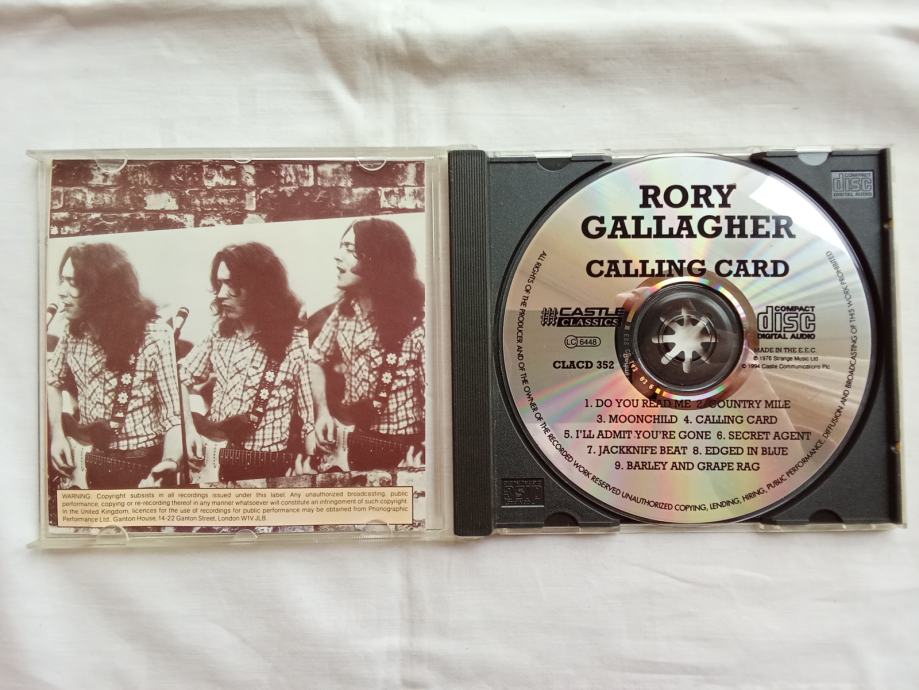 WARNING: Copyright subsists in all recordings issued under this label. Any unauthorized broadcasting, public
performance, copying or re-recording thereof in any manner whatsoever will constitute an infringement of such copyright.
In the United Kingdom, licences for the use of recordings for public performance may be obtained from Phonographic
Performance Ltd. Ganton House, 14-22 Ganton Street, London W1V JLB.
COMPACT
disc
DIGITAL AUDIO
RORY
GALLAGHER
CALLING CARD
CASTLE
CLASSICS
LC 6448
CLACD 352
COMPACT
disc
DIGITAL AUDIO
MADE IN THE E.E.C.
℗ 1976 Strange Music Ltd
© 1994 Castle Communications Plc
1. DO YOU READ ME 2. COUNTRY MILE
3. MOONCHILD 4. CALLING CARD
5. I'LL ADMIT YOU'RE GONE 6. SECRET AGENT
7. JACKKNIFE BEAT 8. EDGED IN BLUE
9. BARLEY AND GRAPE RAG
ALL RIGHTS OF THE PRODUCER AND OF THE OWNER OF THE RECORDED WORK RESERVED UNAUTHORIZED COPYING, LENDING, HIRING, PUBLIC PERFORMANCE, DIFFUSION AND BROADCASTING OF THIS WORK PROHIBITED